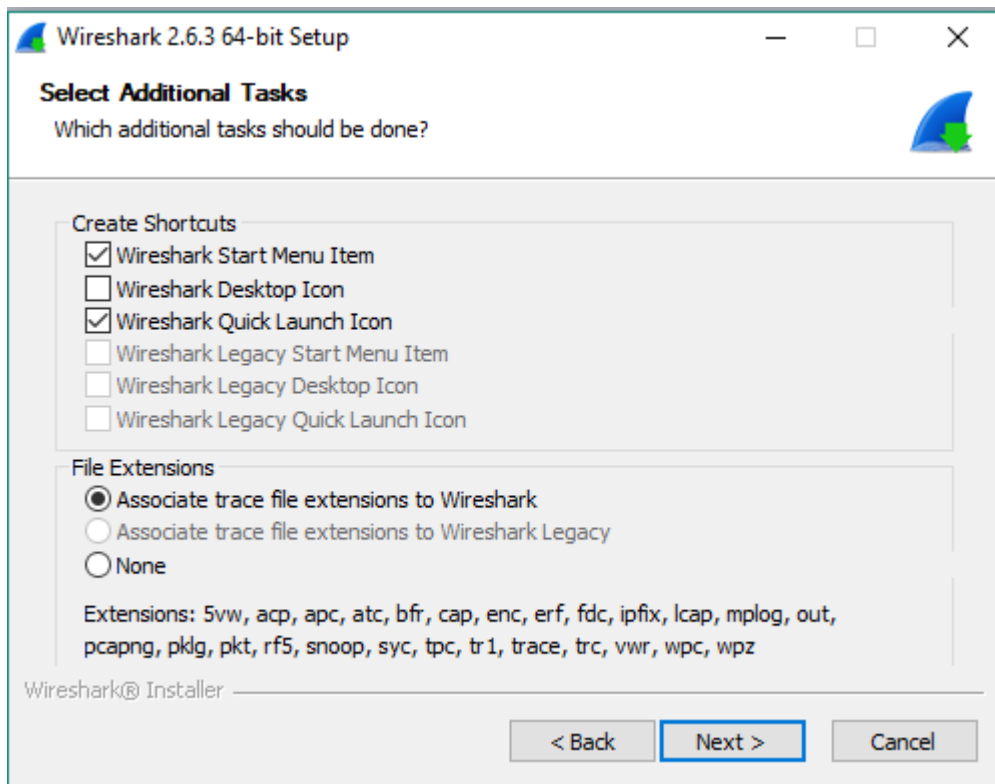 Wireshark 2.6.3 64-bit Setup
Select Additional Tasks
Which additional tasks should be done?
Create Shortcuts
Wireshark Start Menu Item
Wireshark Desktop Icon
Wireshark Quick Launch Icon
Wireshark Legacy Start Menu Item
Wireshark Legacy Desktop Icon
Wireshark Legacy Quick Launch Icon
File Extensions
Associate trace file extensions to Wireshark
Associate trace file extensions to Wireshark Legacy
None
Extensions: 5vw, acp, apc, atc, bfr, cap, enc, erf, fdc, ipfix, lcap, mplog, out,
pcapng, pklg, pkt, rf5, snoop, syc, tpc, tr1, trace, trc, vwr, wpc, wpz
Wireshark® Installer
< Back Next > Cancel